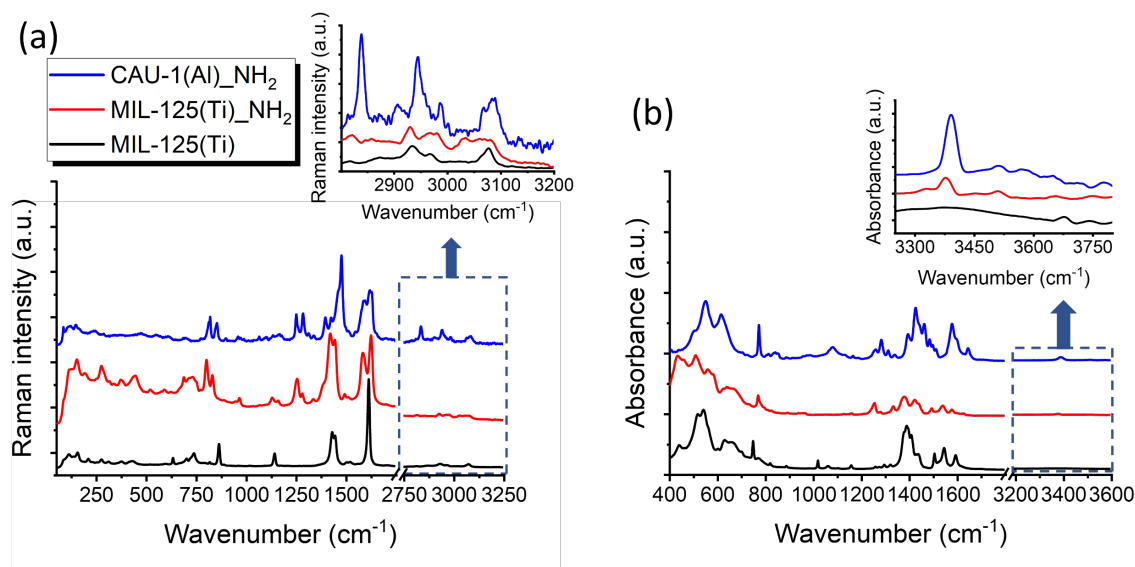 (a)
CAU-1(Al)_NH2
MIL-125(Ti)_NH2
MIL-125(Ti)
Raman intensity (a.u.)
2900 3000 3100 3200
Wavenumber (cm-1)
Raman intensity (a.u.)
250 500 750 1000 1250 1500 2750 3000 3250
Wavenumber (cm-1)
(b)
Absorbance (a.u.)
3300 3450 3600 3750
Wavenumber (cm-1)
Absorbance (a.u.)
400 600 800 1000 1200 1400 1600 3200 3400 3600
Wavenumber (cm-1)